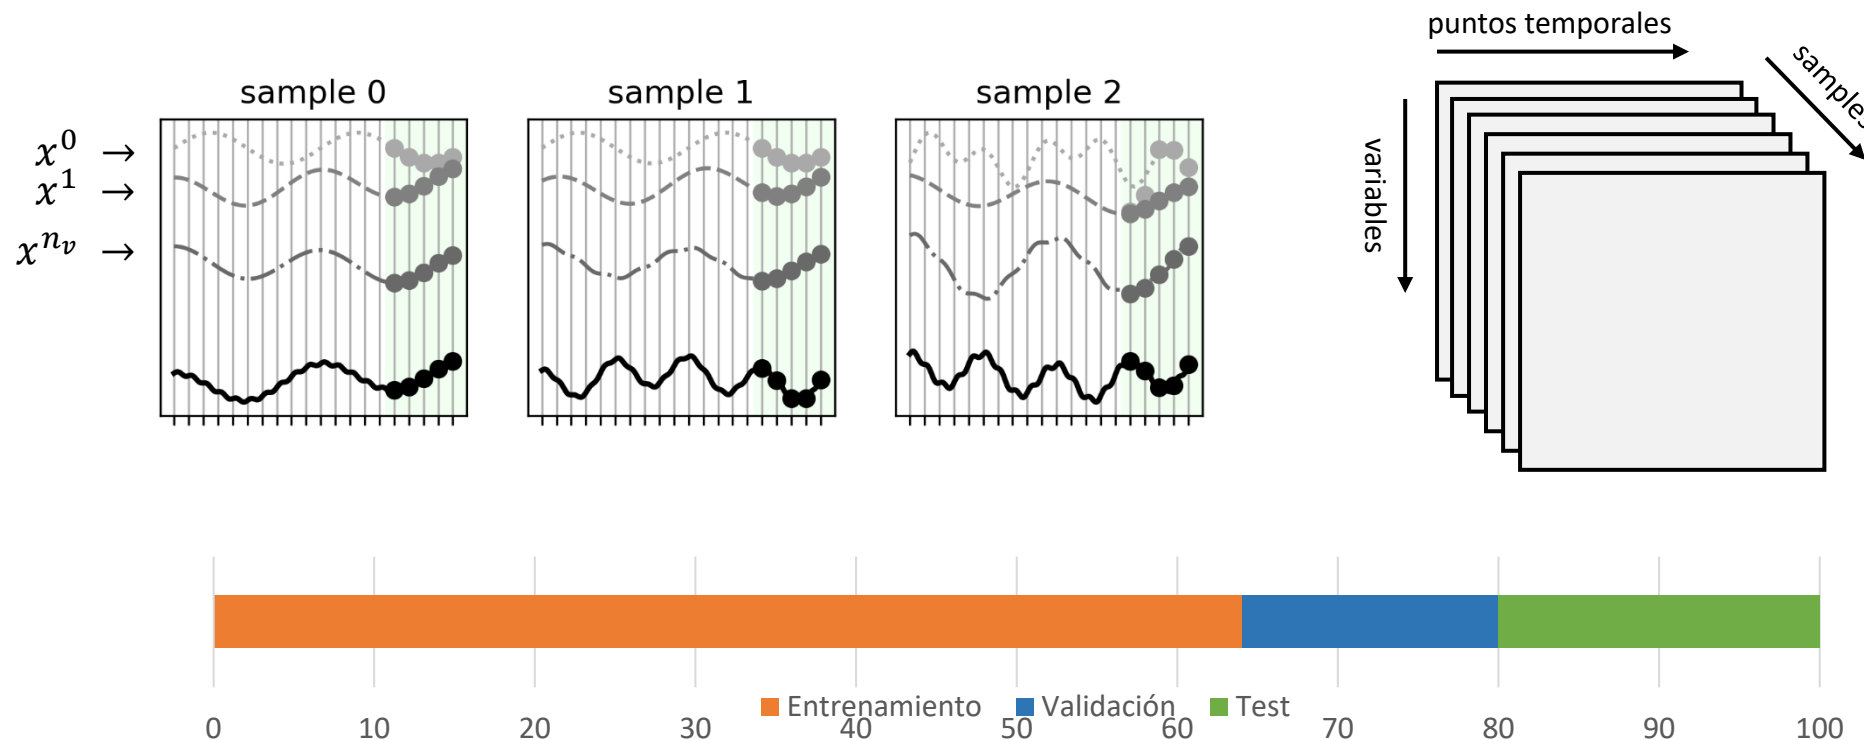 puntos temporales
samples
variables
sample 0
sample 1
sample 2
x^0 →
x^1 →
x^{n_v} →
Entrenamiento Validación Test
0 10 20 30 40 50 60 70 80 90 100